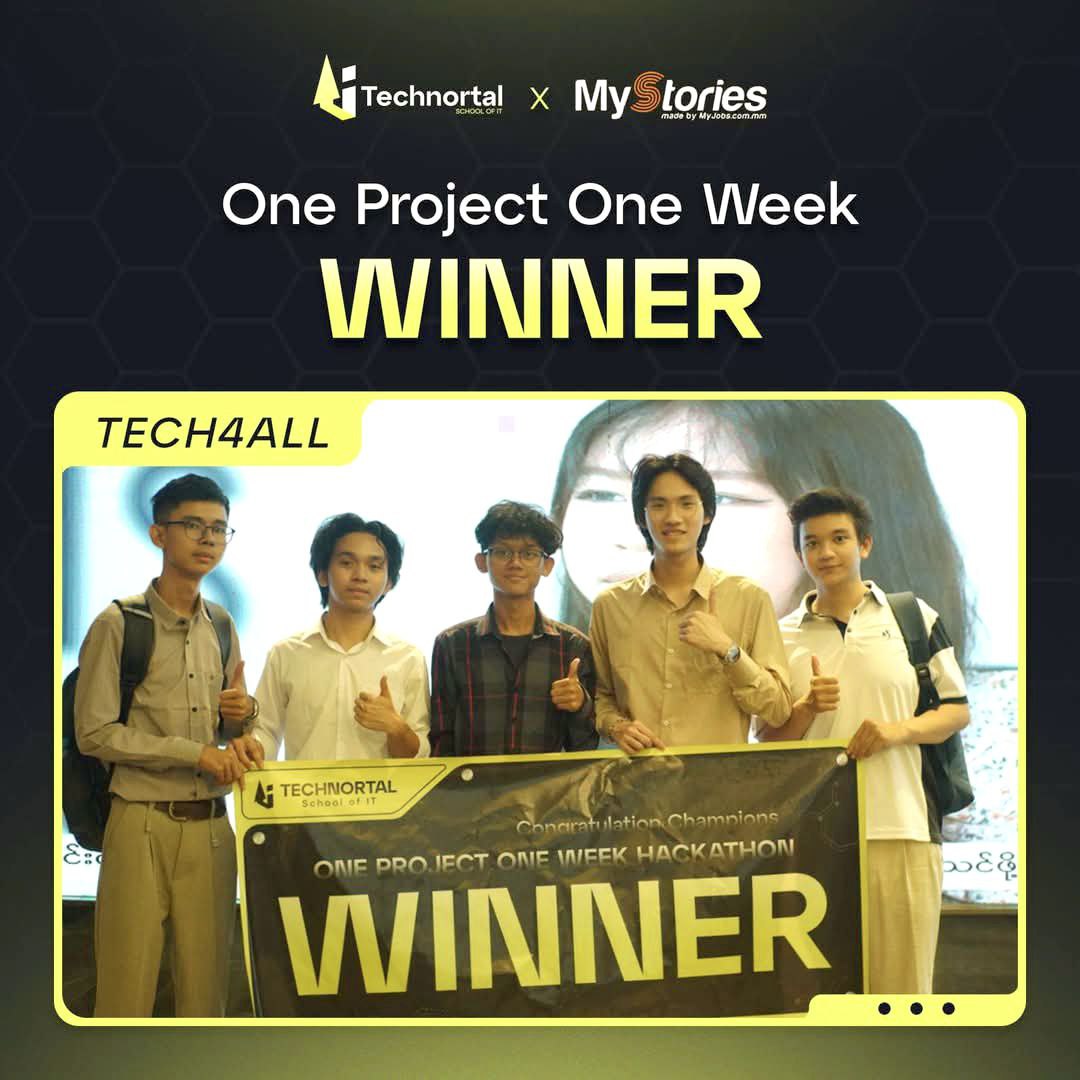 Technortal
SCHOOL OF IT
X
MyStories
made by MyJobs.com.mm
One Project One Week
WINNER
TECH4ALL
TECHNORTAL
School of IT
Congratulation Champions
ONE PROJECT ONE WEEK HACKATHON
WINNER